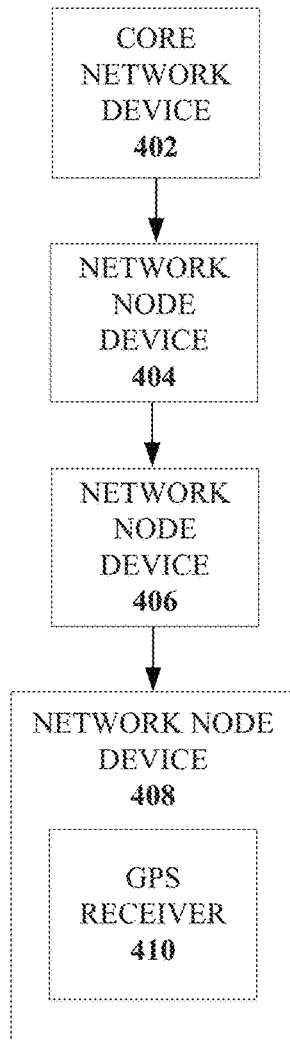 CORE
NETWORK
DEVICE
402
NETWORK
NODE
DEVICE
404
NETWORK
NODE
DEVICE
406
NETWORK NODE
DEVICE
408
GPS
RECEIVER
410